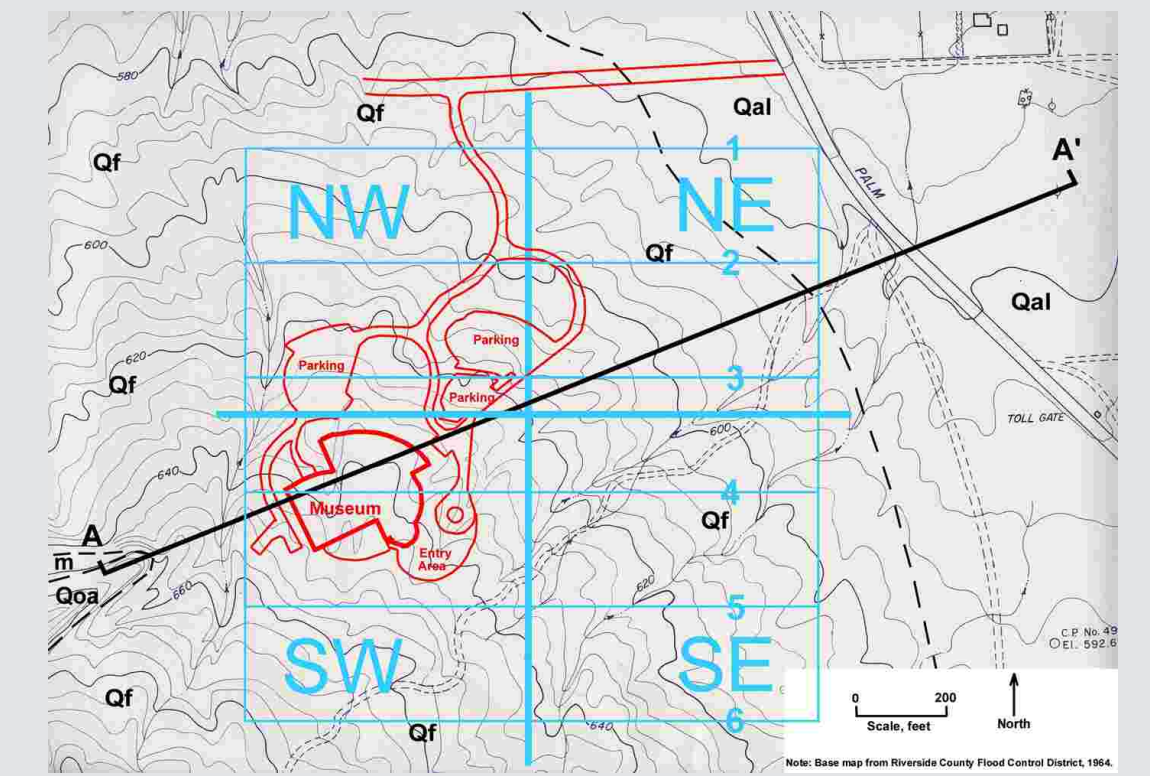 580
Qf
Qal
Qf
1
A'
PALM
NW
NE
600
Qf
2
Qal
Parking
620
Parking
Qf
3
Parking
TOLL GATE
600
640
4
Museum
Qf
A
Entry
Area
m
660
Qoa
620
5
C.P. No. 49
El. 592.6
SW
SE
Qf
0 200
Scale, feet
North
6
Qf
640
Note: Base map from Riverside County Flood Control District, 1964.